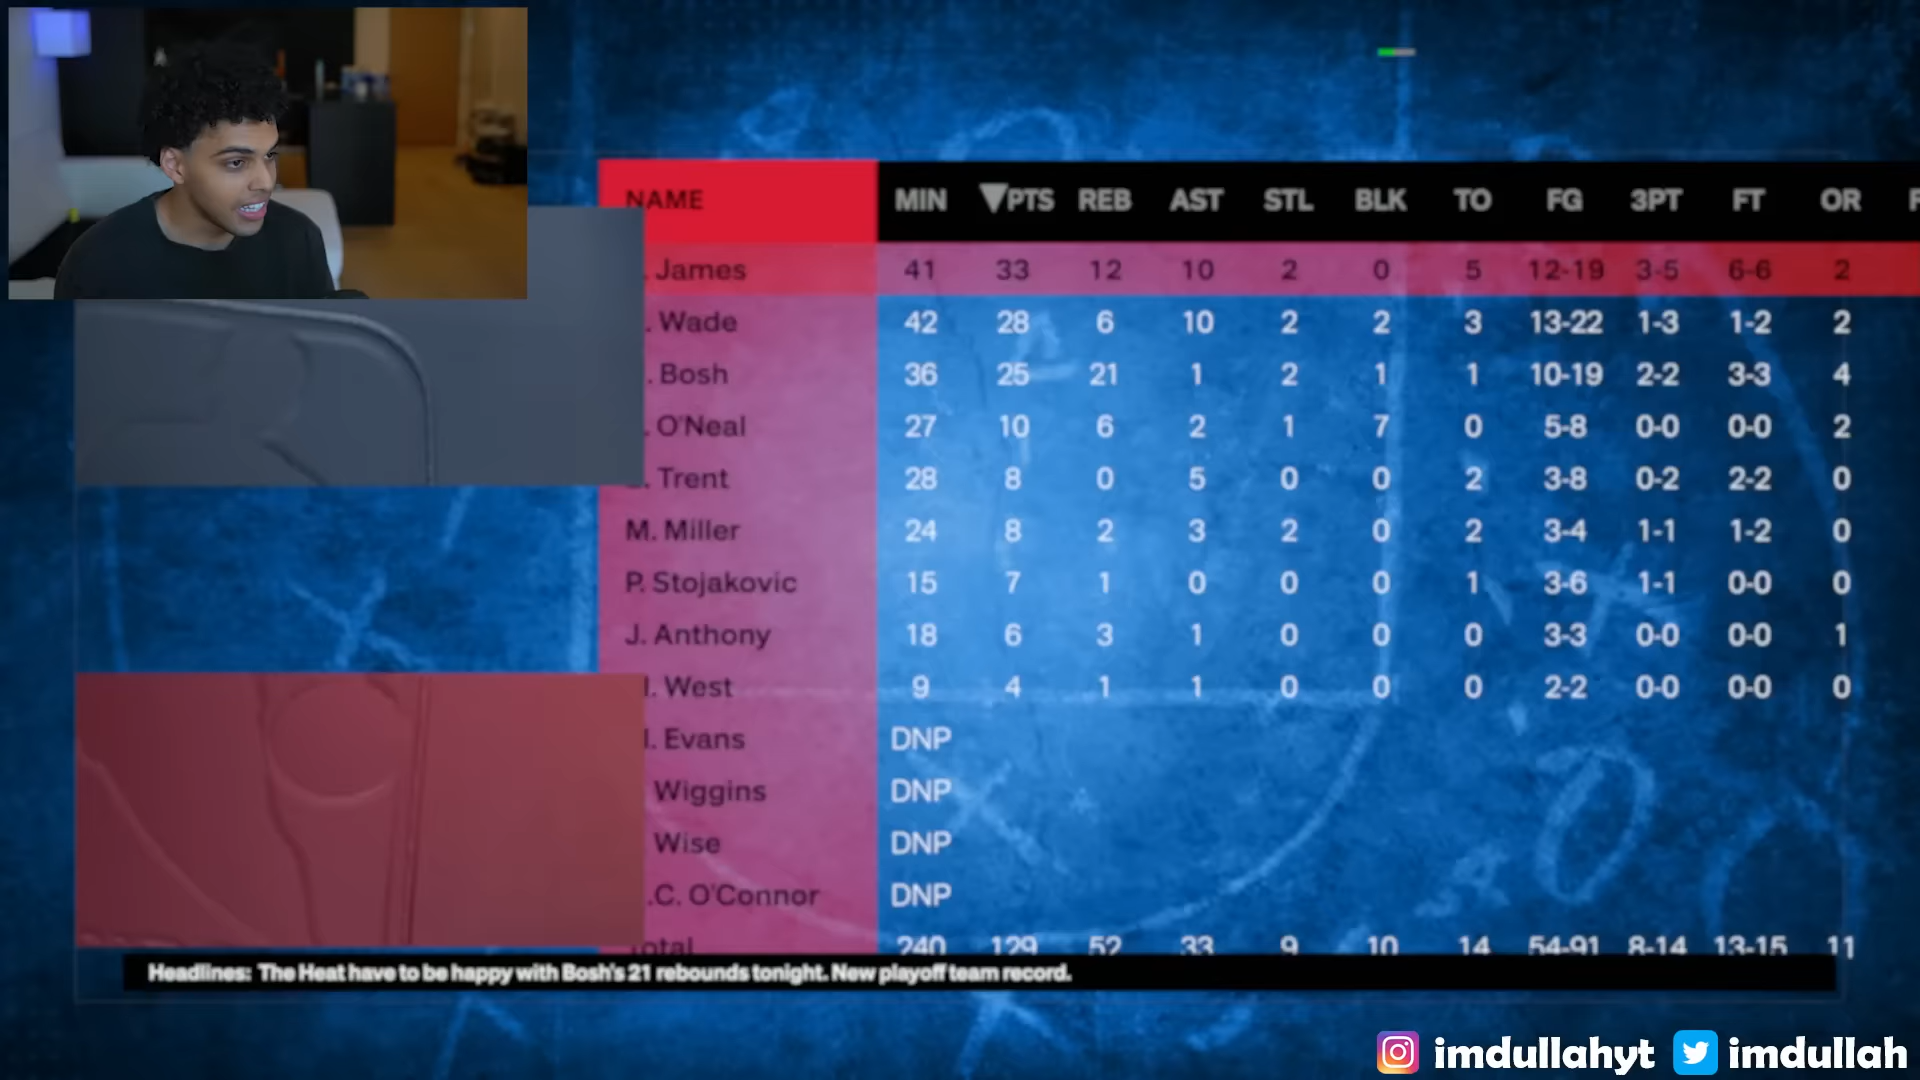 NAME MIN ▼PTS REB AST STL BLK TO FG 3PT FT OR F
. James 41 33 12 10 2 0 5 12-19 3-5 6-6 2
. Wade 42 28 6 10 2 2 3 13-22 1-3 1-2 2
. Bosh 36 25 21 1 2 1 1 10-19 2-2 3-3 4
. O'Neal 27 10 6 2 1 7 0 5-8 0-0 0-0 2
. Trent 28 8 0 5 0 0 2 3-8 0-2 2-2 0
M. Miller 24 8 2 3 2 0 2 3-4 1-1 1-2 0
P. Stojakovic 15 7 1 0 0 0 1 3-6 1-1 0-0 0
J. Anthony 18 6 3 1 0 0 0 3-3 0-0 0-0 1
. West 9 4 1 1 0 0 0 2-2 0-0 0-0 0
. Evans DNP
Wiggins DNP
Wise DNP
.C. O'Connor DNP
Total 240 129 52 33 9 10 14 54-91 8-14 13-15 11
Headlines: The Heat have to be happy with Bosh's 21 rebounds tonight. New playoff team record.
imdullahyt imdullah